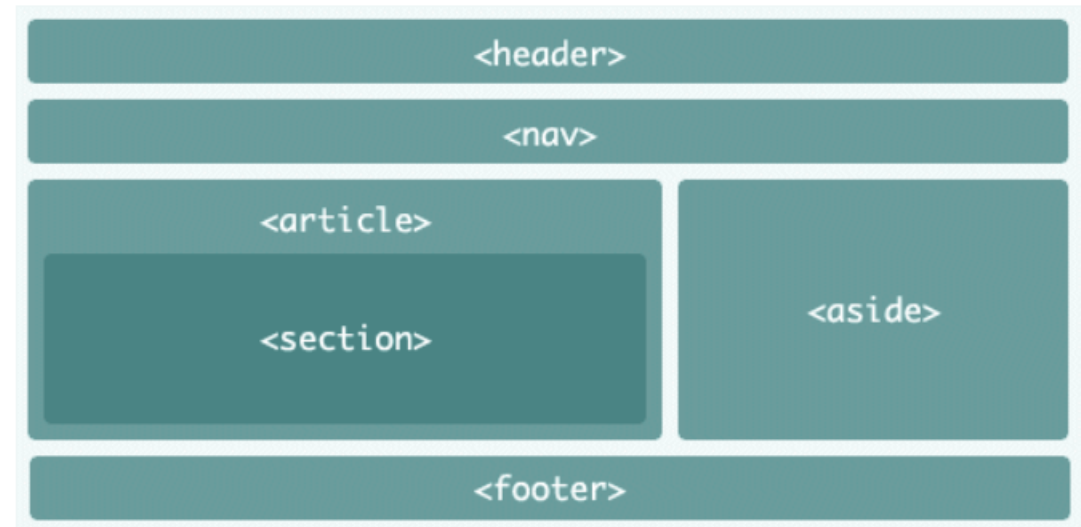 <header>
<nav>
<article>
<section>
<aside>
<footer>